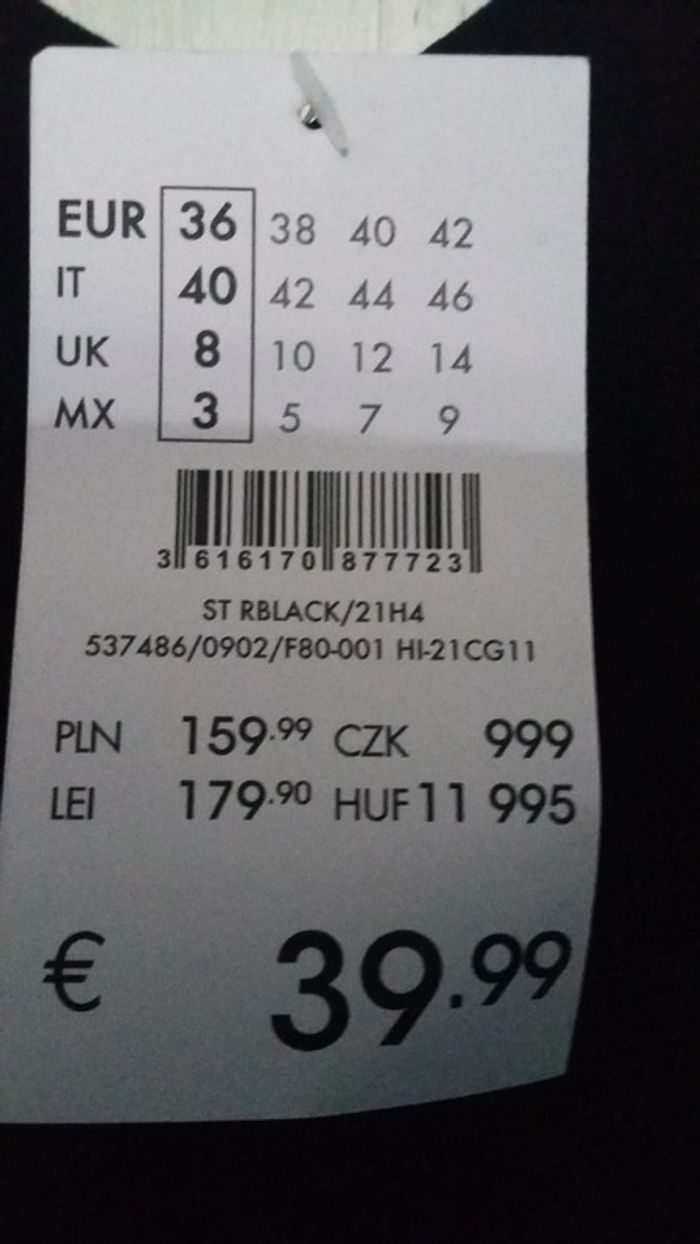 EUR 36 38 40 42
IT 40 42 44 46
UK 8 10 12 14
MX 3 5 7 9
3 616170 877723
ST RBLACK/21H4
537486/0902/F80-001 HI-21CG11
PLN 159.99 CZK 999
LEI 179.90 HUF 11 995
€ 39.99